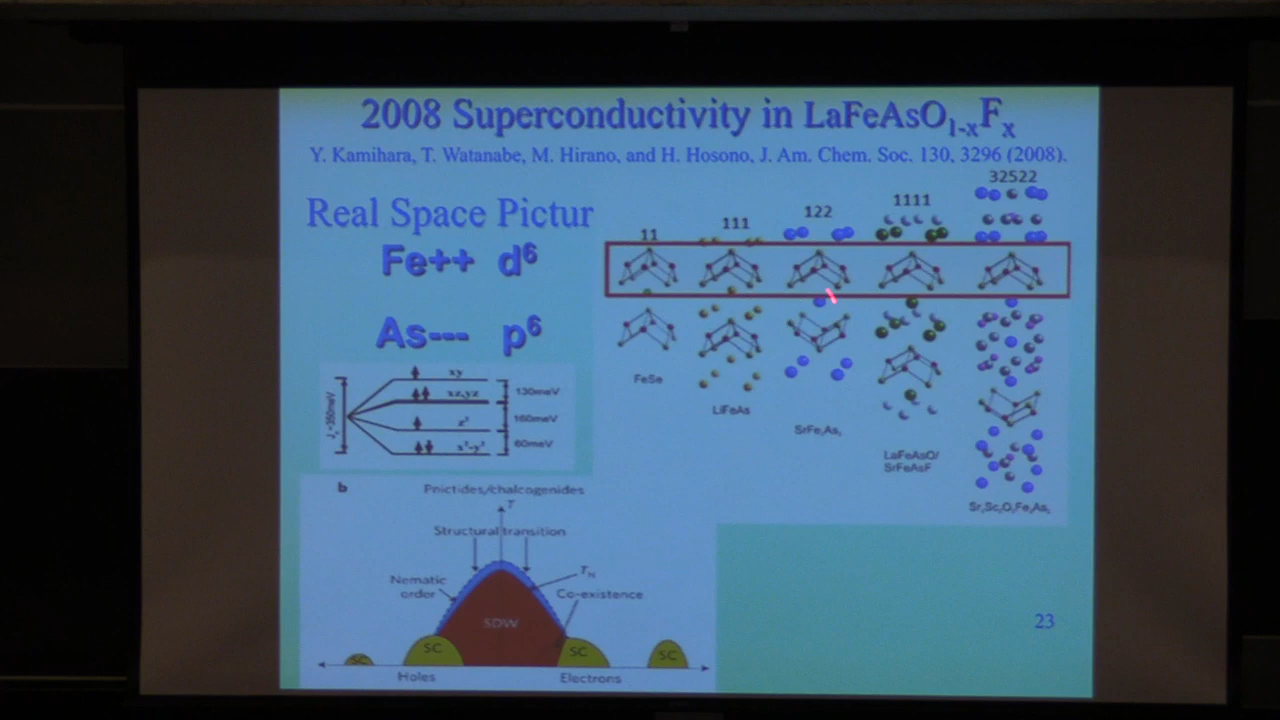 2008 Superconductivity in LaFeAsO1-xFx
Y. Kamihara, T. Watanabe, M. Hirano, and H. Hosono, J. Am. Chem. Soc. 130, 3296 (2008).
Real Space Pictur
Fe++ d6
As--- p6
11
111
122
1111
32522
FeSe
LiFeAs
SrFe2As2
LaFeAsO/
SrFeAsF
xy
xz,yz
z2
x2-y2
130meV
160meV
60meV
b
Pnictides/chalcogenides
T
Structural transition
Nematic
order
TN
Co-existence
SDW
SC
SC
SC
SC
Holes
Electrons
23